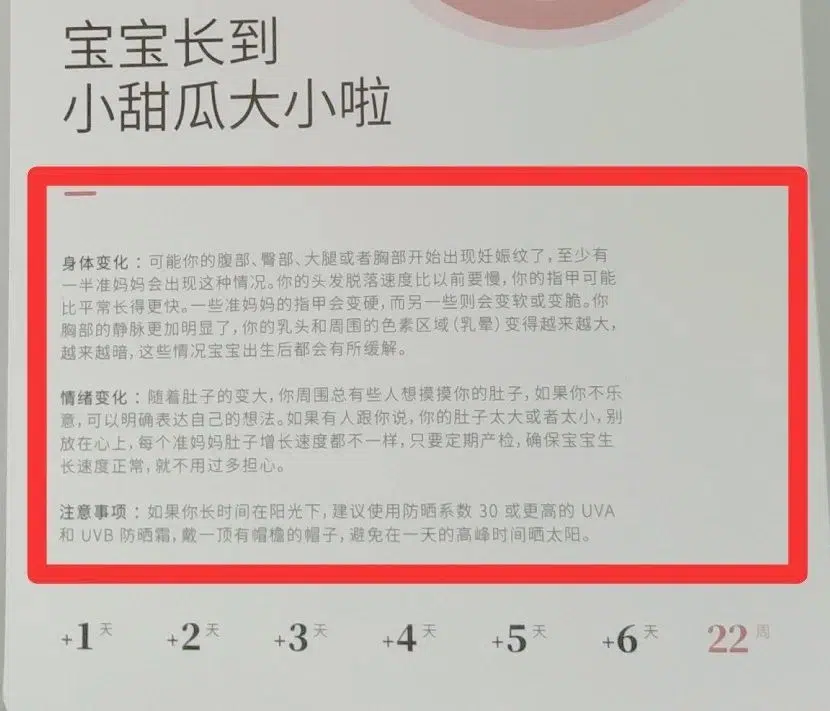 宝宝长到
小甜瓜大小啦
身体变化：可能你的腹部、臀部、大腿或者胸部开始出现妊娠纹了，至少有
一半准妈妈会出现这种情况。你的头发脱落速度比以前要慢，你的指甲可能
比平常长得更快。一些准妈妈的指甲会变硬，而另一些则会变软或变脆。你
胸部的静脉更加明显了，你的乳头和周围的色素区域（乳晕）变得越来越大，
越来越暗，这些情况宝宝出生后都会有所缓解。
情绪变化：随着肚子的变大，你周围总有些人想摸摸你的肚子，如果你不乐
意，可以明确表达自己的想法。如果有人跟你说，你的肚子太大或者太小，别
放在心上，每个准妈妈肚子增长速度都不一样，只要定期产检，确保宝宝生
长速度正常，就不用过多担心。
注意事项：如果你长时间在阳光下，建议使用防晒系数 30 或更高的 UVA
和 UVB 防晒霜，戴一顶有帽檐的帽子，避免在一天的高峰时间晒太阳。
+1天 +2天 +3天 +4天 +5天 +6天 22周